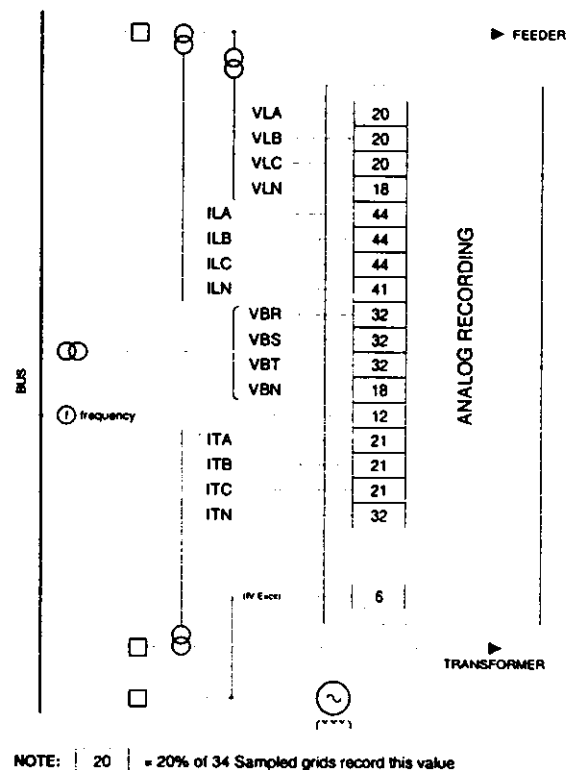 FEEDER
VLA 20
VLB 20
VLC 20
VLN 18
ILA 44
ILB 44
ILC 44
ILN 41
VBR 32
VBS 32
VBT 32
VBN 18
f frequency 12
ITA 21
ITB 21
ITC 21
ITN 32
6
BUS
ANALOG RECORDING
TRANSFORMER
NOTE: 20 = 20% of 34 Sampled grids record this value